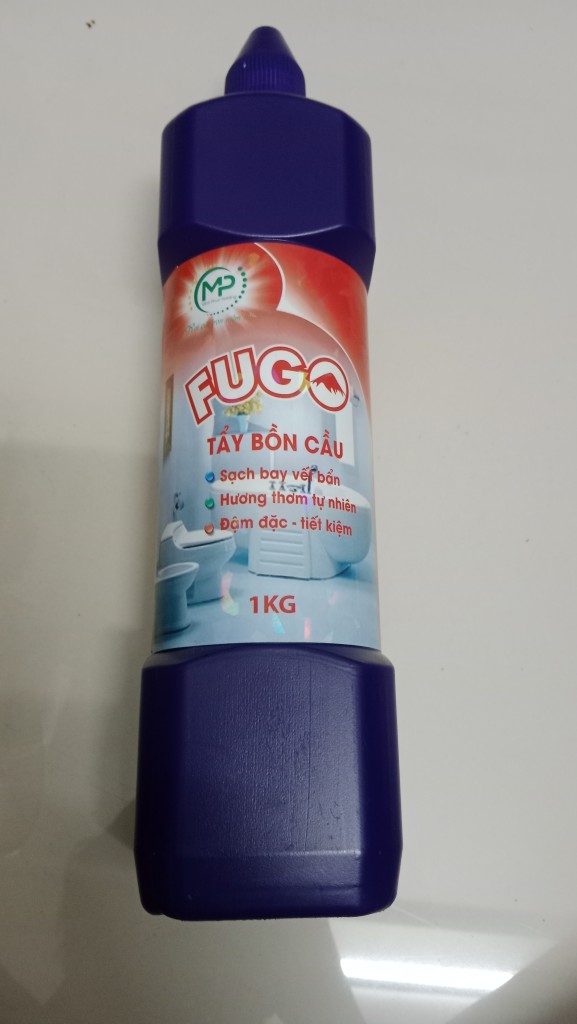 MP
FUGO
TẨY BỒN CẦU
Sạch bay vết bẩn
Hương thơm tự nhiên
Đậm đặc - tiết kiệm
1KG